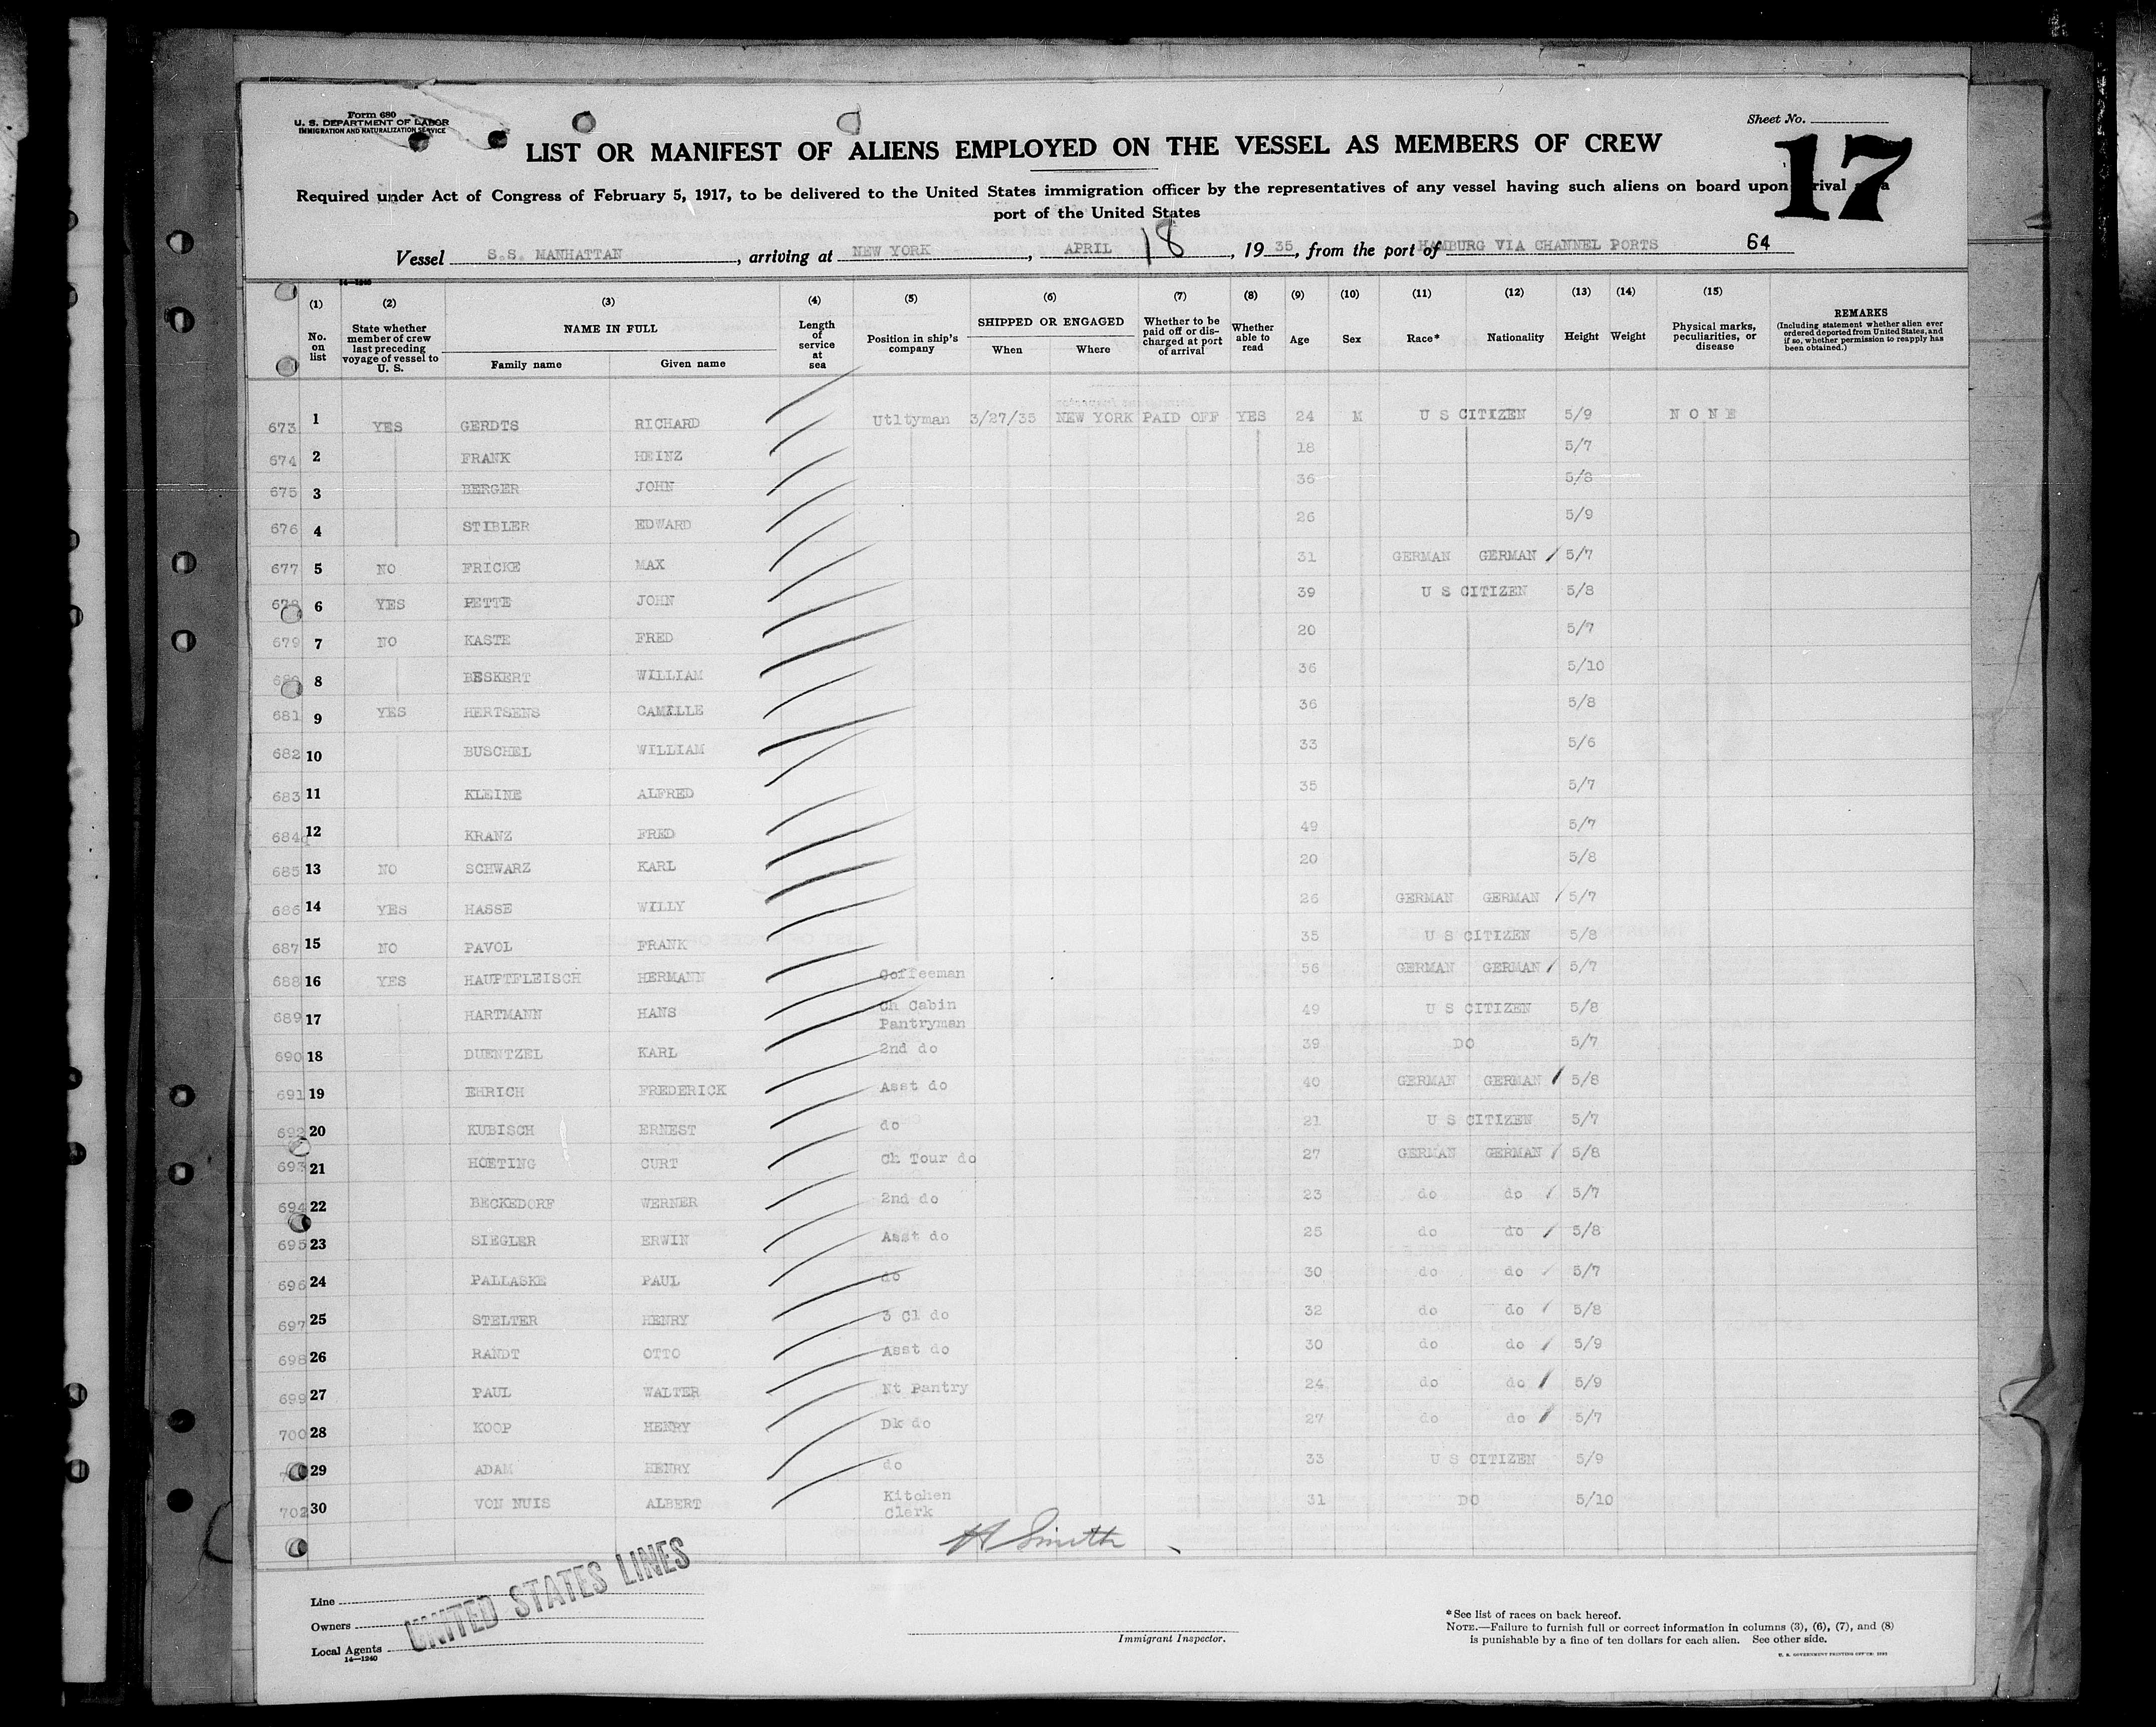 Form 680
U. S. DEPARTMENT OF LABOR
IMMIGRATION AND NATURALIZATION SERVICE
Sheet No.
17
LIST OR MANIFEST OF ALIENS EMPLOYED ON THE VESSEL AS MEMBERS OF CREW
Required under Act of Congress of February 5, 1917, to be delivered to the United States immigration officer by the representatives of any vessel having such aliens on board upon
port of the United States
Vessel S.S. MANHATTAN, arriving at NEW YORK, APRIL 18, 19 35, from the port of HAMBURG VIA CHANNEL PORTS 64
14—1240
(1) (2) (3) (4) (5) (6) (7) (8) (9) (10) (11) (12) (13) (14) (15)
No. on list
State whether member of crew last preceding voyage of vessel to U. S.
NAME IN FULL
Family name Given name
Length of service at sea
Position in ship's company
SHIPPED OR ENGAGED
When Where
Whether to be paid off or discharged at port of arrival
Whether able to read
Age Sex Race* Nationality Height Weight
Physical marks, peculiarities, or disease
REMARKS
(Including statement whether alien ever ordered deported from United States, and if so, whether permission to reapply has been obtained.)
673 1 YES GERDTS RICHARD Utltyman 3/27/35 NEW YORK PAID OFF YES 24 M U S CITIZEN 5/9 NONE
674 2 FRANK HEINZ 18 5/7
675 3 BERGER JOHN 36 5/8
676 4 STIBLER EDWARD 26 5/9
677 5 NO FRICKE MAX 31 GERMAN GERMAN 5/7
678 6 YES PETTE JOHN 39 U S CITIZEN 5/8
679 7 NO KASTE FRED 20 5/7
680 8 BESKERT WILLIAM 36 5/10
681 9 YES HERTSENS CAMILLE 36 5/8
682 10 BUSCHEL WILLIAM 33 5/6
683 11 KLEINE ALFRED 35 5/7
684 12 KRANZ FRED 49 5/7
685 13 NO SCHWARZ KARL 20 5/8
686 14 YES HASSE WILLY 26 GERMAN GERMAN 5/7
687 15 NO PAVOL FRANK 35 U S CITIZEN 5/8
688 16 YES HAUPTFLEISCH HERMANN Coffeeman 56 GERMAN GERMAN 5/7
689 17 HARTMANN HANS Ch Cabin Pantryman 49 U S CITIZEN 5/8
690 18 DUENTZEL KARL 2nd do 39 DO 5/7
691 19 EHRICH FREDERICK Asst do 40 GERMAN GERMAN 5/8
692 20 KUBISCH ERNEST do 21 U S CITIZEN 5/7
693 21 HOETING CURT Ch Tour do 27 GERMAN GERMAN 5/8
694 22 BECKEDORF WERNER 2nd do 23 do do 5/7
695 23 SIEGLER ERWIN Asst do 25 do do 5/8
696 24 PALLASKE PAUL do 30 do do 5/7
697 25 STELTER HENRY 3 Cl do 32 do do 5/8
698 26 RANDT OTTO Asst do 30 do do 5/9
699 27 PAUL WALTER Nt Pantry 24 do do 5/9
700 28 KOOP HENRY Dk do 27 do do 5/7
29 ADAM HENRY do 33 U S CITIZEN 5/9
702 30 VON NUIS ALBERT Kitchen Clerk 31 DO 5/10
H Smith
Line
Owners
Local Agents
UNITED STATES LINES
14—1240
Immigrant Inspector.
*See list of races on back hereof.
NOTE.—Failure to furnish full or correct information in columns (3), (6), (7), and (8)
is punishable by a fine of ten dollars for each alien. See other side.